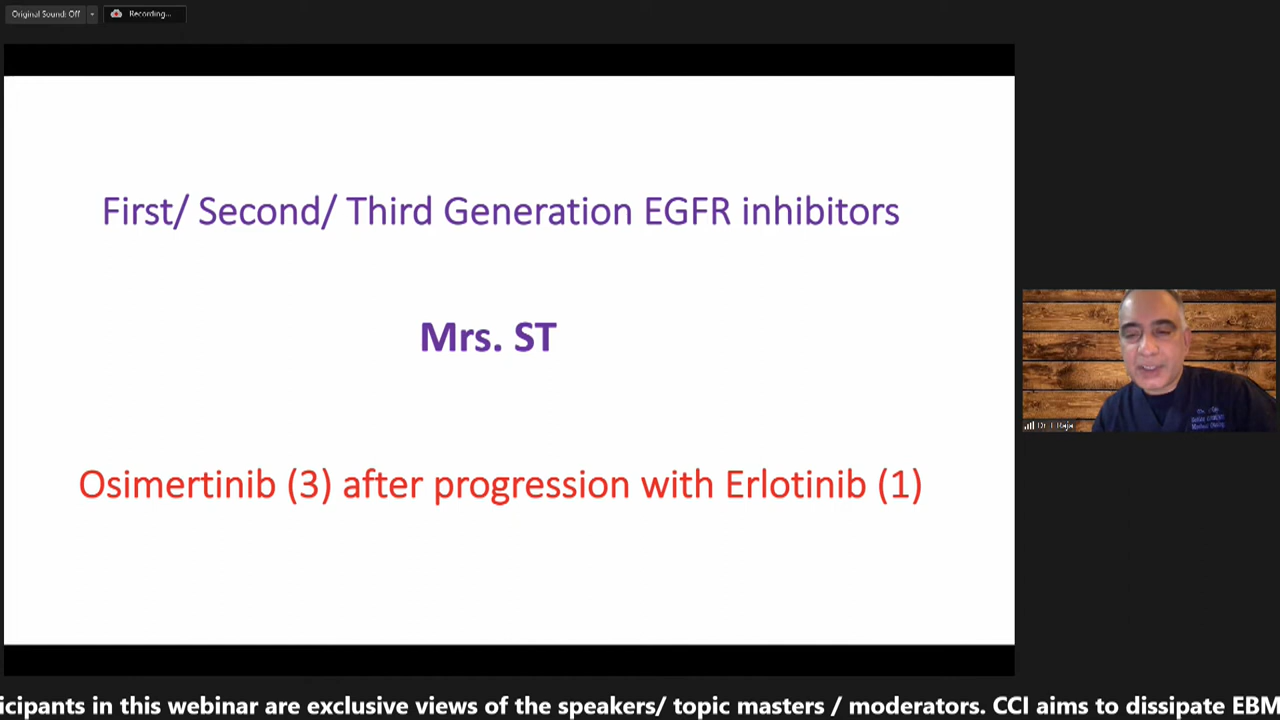 Original Sound: Off
Recording...
First/ Second/ Third Generation EGFR inhibitors
Mrs. ST
Osimertinib (3) after progression with Erlotinib (1)
Raja
icipants in this webinar are exclusive views of the speakers/ topic masters / moderators. CCI aims to dissipate EBM